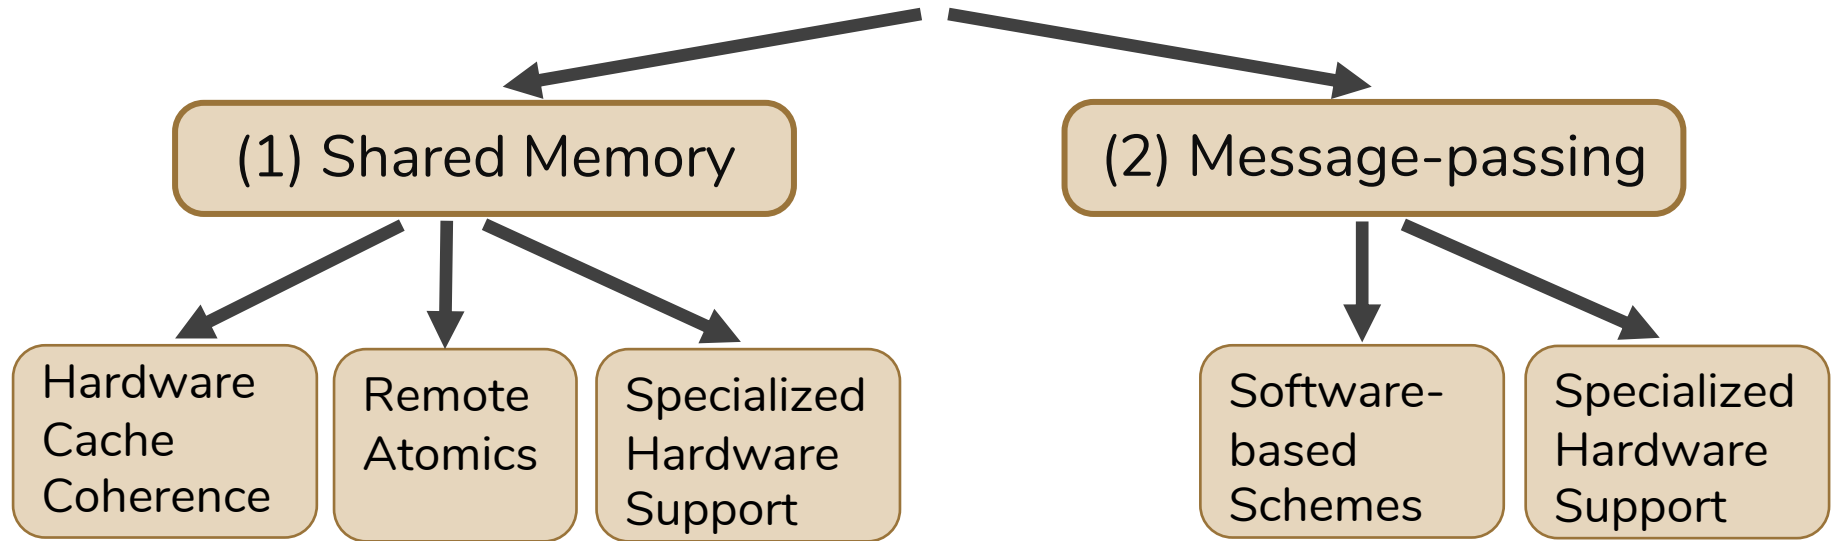 (1) Shared Memory
(2) Message-passing
Hardware
Cache
Coherence
Remote
Atomics
Specialized
Hardware
Support
Software-
based
Schemes
Specialized
Hardware
Support